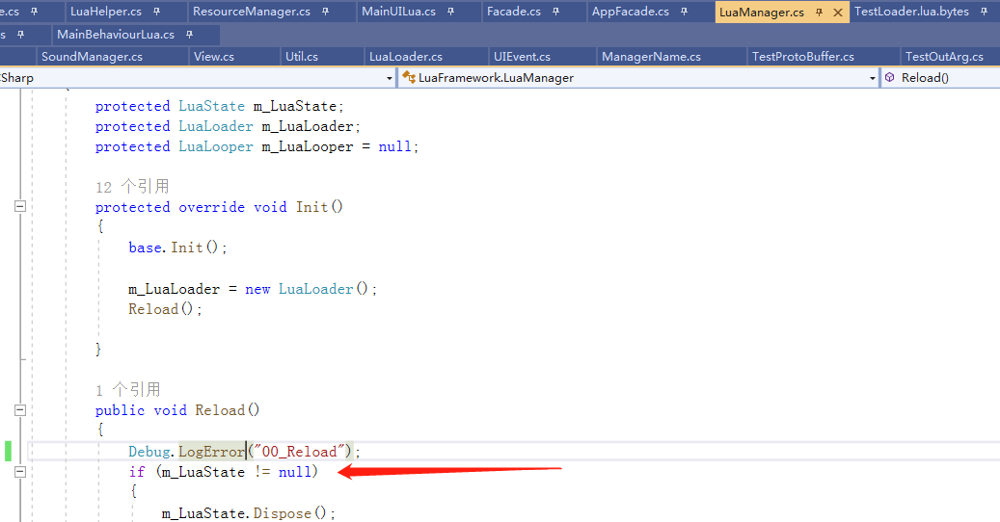 e.cs LuaHelper.cs ResourceManager.cs MainUILua.cs Facade.cs AppFacade.cs LuaManager.cs TestLoader.lua.bytes
s MainBehaviourLua.cs
SoundManager.cs View.cs Util.cs LuaLoader.cs UIEvent.cs ManagerName.cs TestProtoBuffer.cs TestOutArg.cs
Sharp LuaFramework.LuaManager Reload()
protected LuaState m_LuaState;
protected LuaLoader m_LuaLoader;
protected LuaLooper m_LuaLooper = null;
12 个引用
protected override void Init()
{
base.Init();
m_LuaLoader = new LuaLoader();
Reload();
}
1 个引用
public void Reload()
{
Debug.LogError("00_Reload");
if (m_LuaState != null)
{
m_LuaState.Dispose();